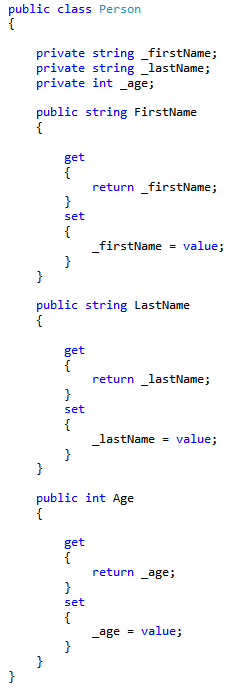 public class Person
{
private string _firstName;
private string _lastName;
private int _age;
public string FirstName
{
get
{
return _firstName;
}
set
{
_firstName = value;
}
}
public string LastName
{
get
{
return _lastName;
}
set
{
_lastName = value;
}
}
public int Age
{
get
{
return _age;
}
set
{
_age = value;
}
}
}